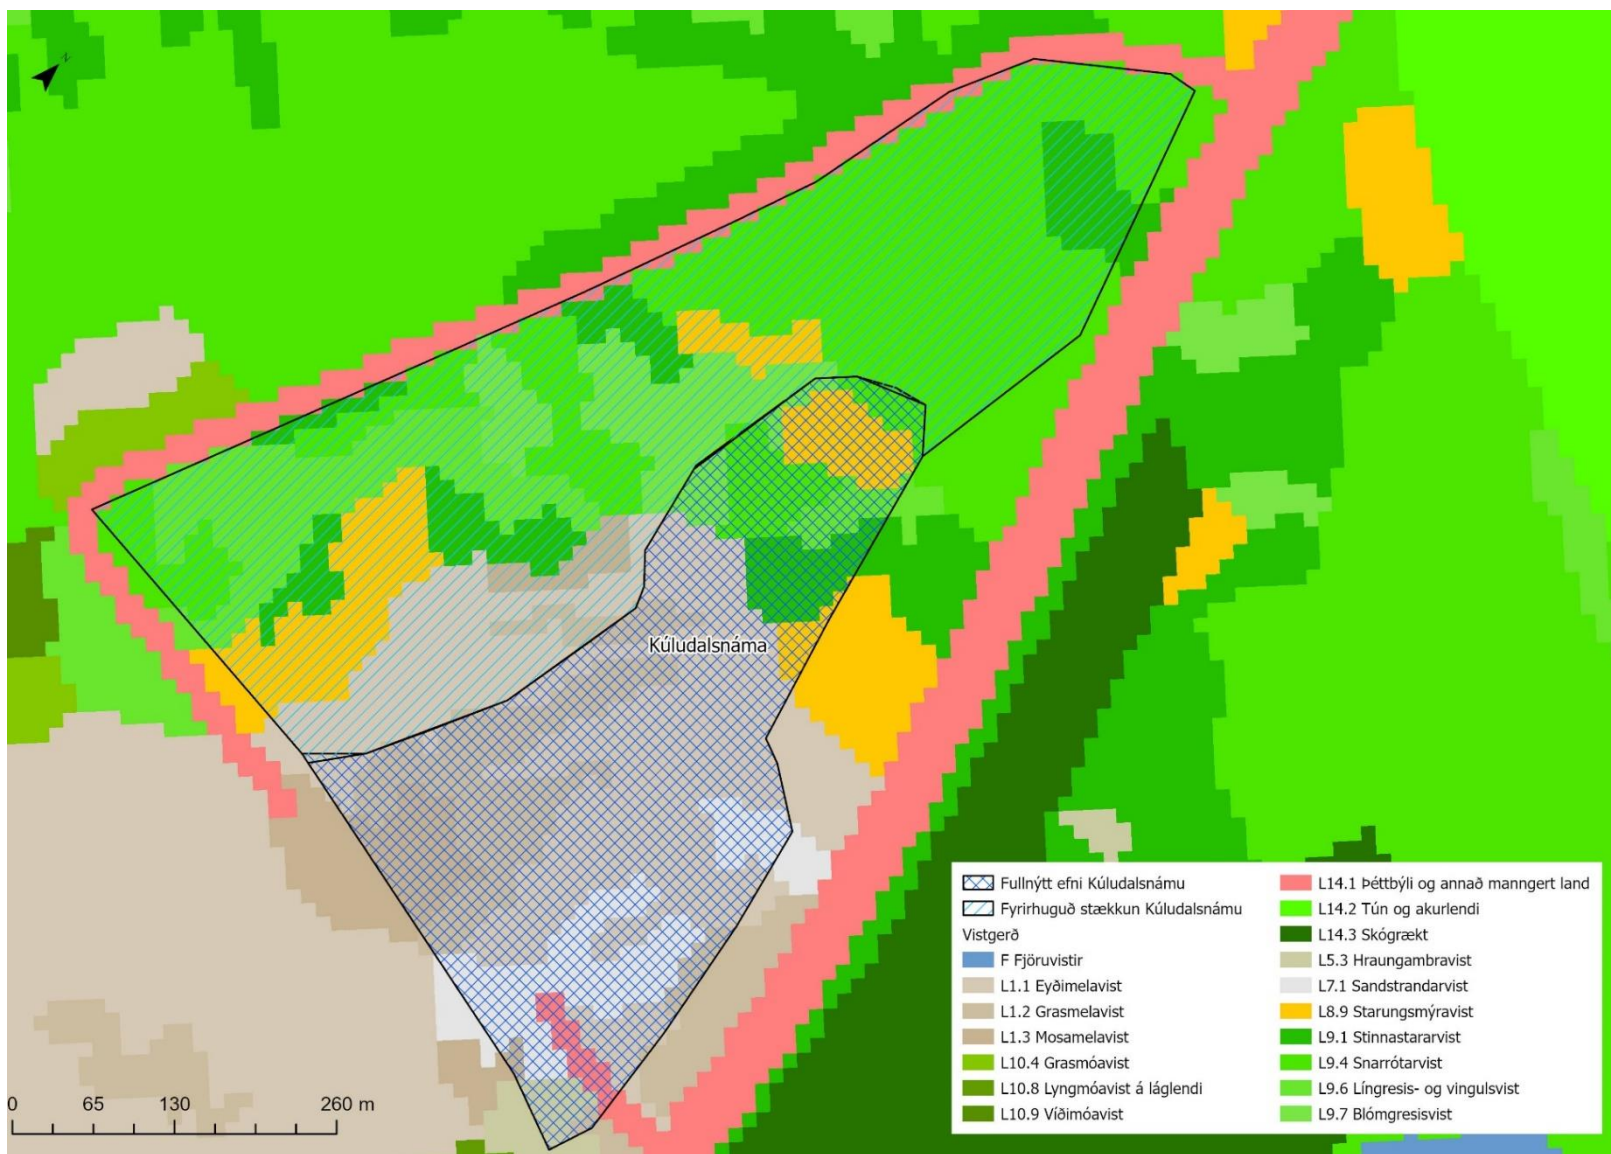 N
Kúludalsnáma
0 65 130 260 m
Fullnýtt efni Kúludalsnámu
Fyrirhuguð stækkun Kúludalsnámu
Vistgerð
F Fjöruvistir
L1.1 Eyðimelavist
L1.2 Grasmelavist
L1.3 Mosamelavist
L10.4 Grasmóavist
L10.8 Lyngmóavist á láglendi
L10.9 Víðimóavist
L14.1 Þéttbýli og annað manngert land
L14.2 Tún og akurlendi
L14.3 Skógrækt
L5.3 Hraungambravist
L7.1 Sandstrandarvist
L8.9 Starungsmýravist
L9.1 Stinnastararvist
L9.4 Snarrótarvist
L9.6 Língresis- og vingulsvist
L9.7 Blómgresisvist